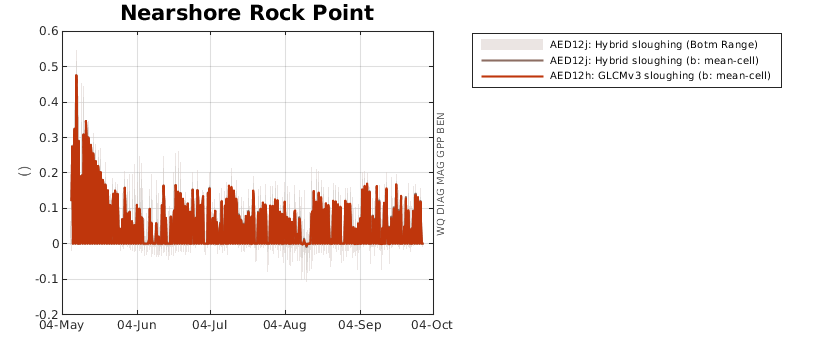 Nearshore Rock Point
0.6
0.5
0.4
0.3
0.2
0.1
0
-0.1
-0.2
()
04-May
04-Jun
04-Jul
04-Aug
04-Sep
04-Oct
WQ DIAG MAG GPP BEN
AED12j: Hybrid sloughing (Botm Range)
AED12j: Hybrid sloughing (b: mean-cell)
AED12h: GLCMv3 sloughing (b: mean-cell)